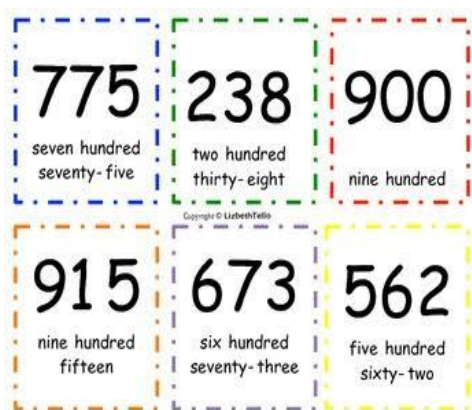 775
seven hundred
seventy-five
238
two hundred
thirty-eight
900
nine hundred
Copyright © LizbethTello
915
nine hundred
fifteen
673
six hundred
seventy-three
562
five hundred
sixty-two